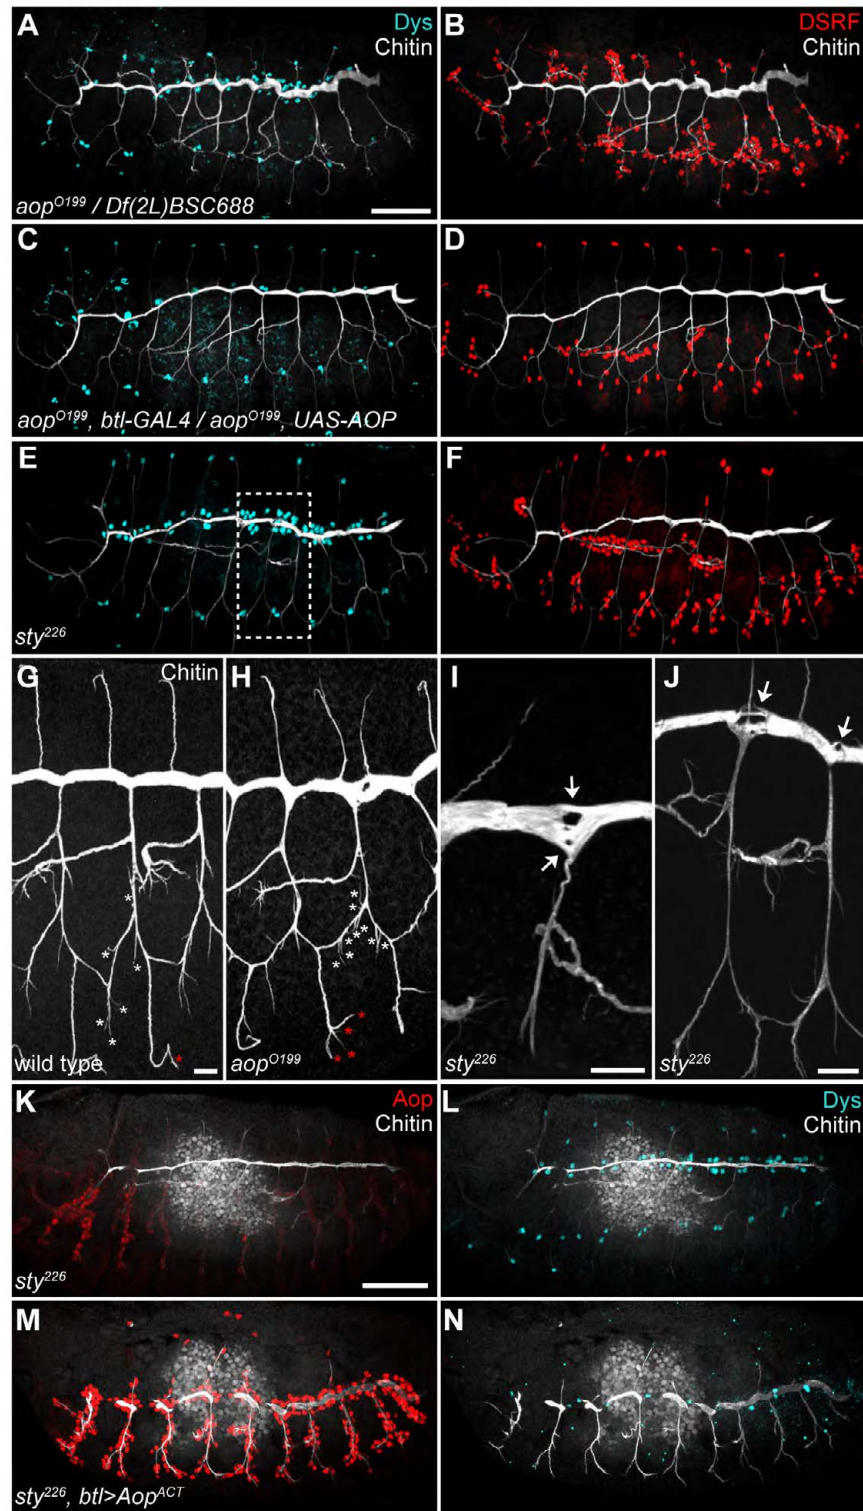 A
Dys
Chitin
aop^O199 / Df(2L)BSC688
B
DSRF
Chitin
C
aop^O199, btl-GAL4 / aop^O199, UAS-AOP
D
E
sty^226
F
G
Chitin
*
*
*
*
*
*
*
wild type
H
*
*
*
*
*
*
*
*
*
*
*
*
*
aop^O199
I
sty^226
J
sty^226
K
Aop
Chitin
sty^226
L
Dys
Chitin
M
sty^226, btl>Aop^ACT
N